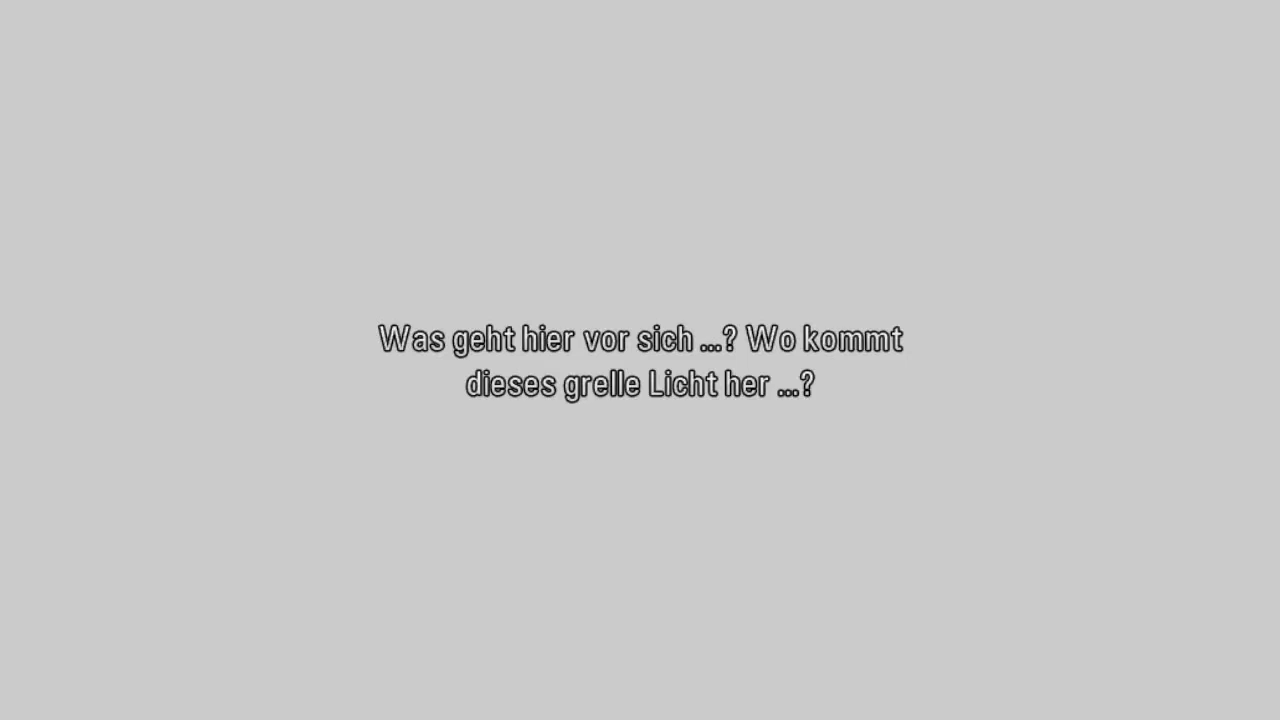 Was geht hier vor sich ...? Wo kommt
dieses grelle Licht her ...?